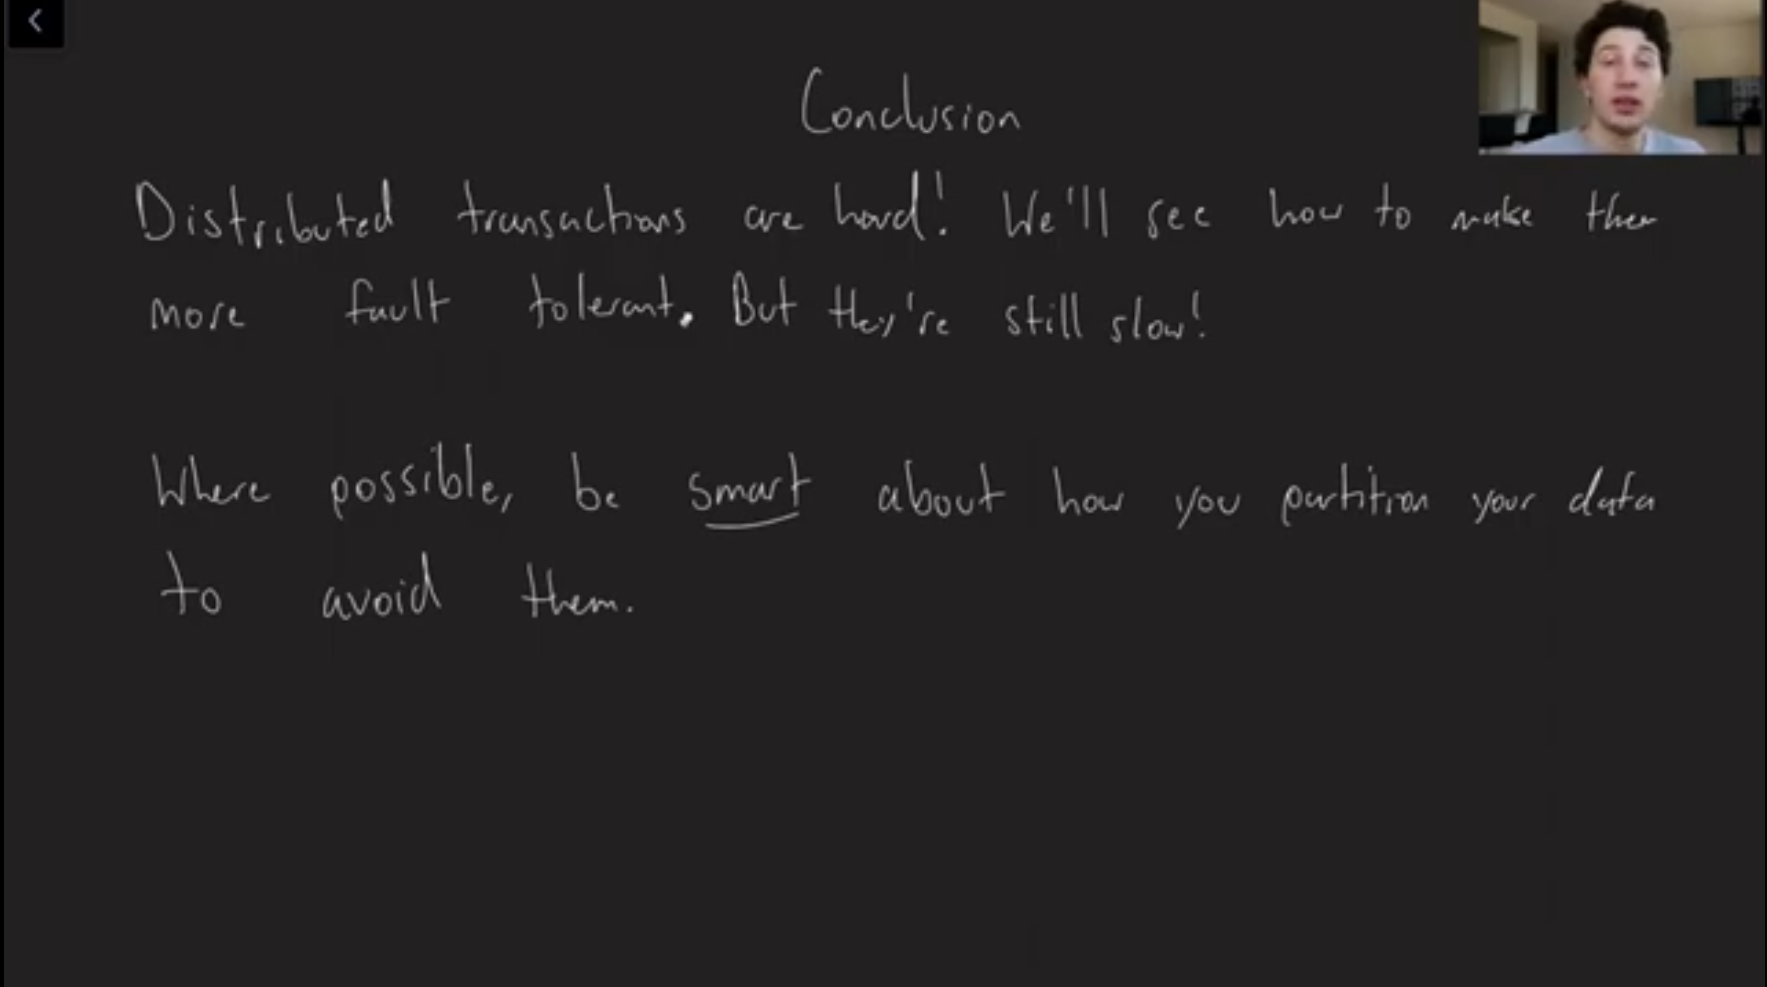 Conclusion
Distributed transactions are hard! We'll see how to make them
more fault tolerant. But they're still slow!
Where possible, be smart about how you partition your data
to avoid them.